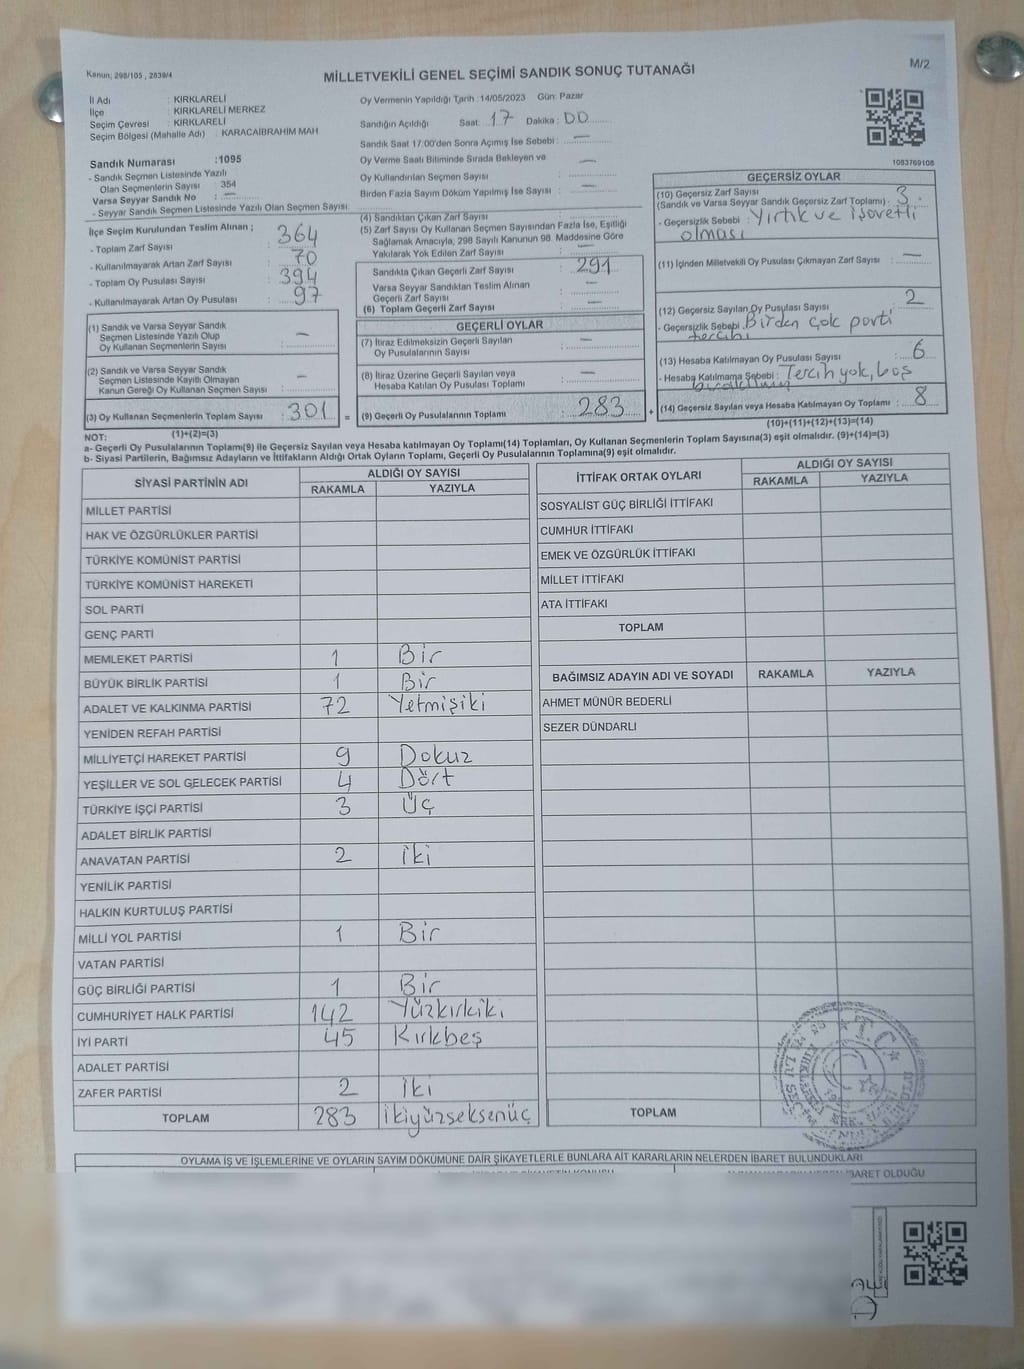 Kanun; 298/105 , 2839/4
MİLLETVEKİLİ GENEL SEÇİMİ SANDIK SONUÇ TUTANAĞI
M/2
İl Adı : KIRKLARELİ
İlçe : KIRKLARELİ MERKEZ
Seçim Çevresi : KIRKLARELİ
Seçim Bölgesi (Mahalle Adı) : KARACAİBRAHİM MAH
Oy Vermenin Yapıldığı Tarih :14/05/2023 Gün: Pazar
Sandığın Açıldığı Saat: 17 Dakika: 00
Sandık Saat 17:00'den Sonra Açımış İse Sebebi : —
Oy Verme Saati Bitiminde Sırada Bekleyen ve
Oy Kullandırılan Seçmen Sayısı : —
Birden Fazla Sayım Döküm Yapılmış İse Sayısı : —
1083769108
Sandık Numarası :1095
- Sandık Seçmen Listesinde Yazılı
Olan Seçmenlerin Sayısı : 354
Varsa Seyyar Sandık No :
- Seyyar Sandık Seçmen Listesinde Yazılı Olan Seçmen Sayısı:
İlçe Seçim Kurulundan Teslim Alınan ;
- Toplam Zarf Sayısı : 364
- Kullanılmayarak Artan Zarf Sayısı : 70
- Toplam Oy Pusulası Sayısı : 394
- Kullanılmayarak Artan Oy Pusulası : 97
(1) Sandık ve Varsa Seyyar Sandık
Seçmen Listesinde Yazılı Olup
Oy Kullanan Seçmenlerin Sayısı : —
(2) Sandık ve Varsa Seyyar Sandık
Seçmen Listesinde Kayıtlı Olmayan
Kanun Gereği Oy Kullanan Seçmen Sayısı : —
(3) Oy Kullanan Seçmenlerin Toplam Sayısı : 301 =
(1)+(2)=(3)
(4) Sandıktan Çıkan Zarf Sayısı :
(5) Zarf Sayısı Oy Kullanan Seçmen Sayısından Fazla İse, Eşitliği
Sağlamak Amacıyla, 298 Sayılı Kanunun 98. Maddesine Göre
Yakılarak Yok Edilen Zarf Sayısı : —
Sandıkta Çıkan Geçerli Zarf Sayısı : 291
Varsa Seyyar Sandıktan Teslim Alınan
Geçerli Zarf Sayısı : —
(6) Toplam Geçerli Zarf Sayısı : —
GEÇERLİ OYLAR
(7) İtiraz Edilmeksizin Geçerli Sayılan
Oy Pusulalarının Sayısı : —
(8) İtiraz Üzerine Geçerli Sayılan veya
Hesaba Katılan Oy Pusulası Toplamı : —
(9) Geçerli Oy Pusulalarının Toplamı : 283 +
GEÇERSİZ OYLAR
(10) Geçersiz Zarf Sayısı
(Sandık ve Varsa Seyyar Sandık Geçersiz Zarf Toplamı) : 3
- Geçersizlik Sebebi : Yırtık ve İşaretli
olması
(11) İçinden Milletvekili Oy Pusulası Çıkmayan Zarf Sayısı : —
(12) Geçersiz Sayılan Oy Pusulası Sayısı : 2
- Geçersizlik Sebebi : Birden çok parti
tercihi
(13) Hesaba Katılmayan Oy Pusulası Sayısı : 6
- Hesaba Katılmama Sebebi : Tercih yok, boş
(14) Geçersiz Sayılan veya Hesaba Katılmayan Oy Toplamı : 8
(10)+(11)+(12)+(13)=(14)
NOT:
a- Geçerli Oy Pusulalarının Toplamı(9) ile Geçersiz Sayılan veya Hesaba katılmayan Oy Toplamı(14) Toplamları, Oy Kullanan Seçmenlerin Toplam Sayısına(3) eşit olmalıdır. (9)+(14)=(3)
b- Siyasi Partilerin, Bağımsız Adayların ve İttifakların Aldığı Ortak Oyların Toplamı, Geçerli Oy Pusulalarının Toplamına(9) eşit olmalıdır.
SİYASİ PARTİNİN ADI ALDIĞI OY SAYISI
RAKAMLA YAZIYLA
MİLLET PARTİSİ
HAK VE ÖZGÜRLÜKLER PARTİSİ
TÜRKİYE KOMÜNİST PARTİSİ
TÜRKİYE KOMÜNİST HAREKETİ
SOL PARTİ
GENÇ PARTİ
MEMLEKET PARTİSİ 1 Bir
BÜYÜK BİRLİK PARTİSİ 1 Bir
ADALET VE KALKINMA PARTİSİ 72 Yetmişiki
YENİDEN REFAH PARTİSİ
MİLLİYETÇİ HAREKET PARTİSİ 9 Dokuz
YEŞİLLER VE SOL GELECEK PARTİSİ 4 Dört
TÜRKİYE İŞÇİ PARTİSİ 3 Üç
ADALET BİRLİK PARTİSİ
ANAVATAN PARTİSİ 2 İki
YENİLİK PARTİSİ
HALKIN KURTULUŞ PARTİSİ
MİLLİ YOL PARTİSİ 1 Bir
VATAN PARTİSİ
GÜÇ BİRLİĞİ PARTİSİ 1 Bir
CUMHURİYET HALK PARTİSİ 142 Yüzkırkiki
İYİ PARTİ 45 Kırkbeş
ADALET PARTİSİ
ZAFER PARTİSİ 2 İki
TOPLAM 283 İkiyüzseksenüç
İTTİFAK ORTAK OYLARI ALDIĞI OY SAYISI
RAKAMLA YAZIYLA
SOSYALİST GÜÇ BİRLİĞİ İTTİFAKI
CUMHUR İTTİFAKI
EMEK VE ÖZGÜRLÜK İTTİFAKI
MİLLET İTTİFAKI
ATA İTTİFAKI
TOPLAM
BAĞIMSIZ ADAYIN ADI VE SOYADI RAKAMLA YAZIYLA
AHMET MÜNÜR BEDERLİ
SEZER DÜNDARLI
TOPLAM
T.C.
OYLAMA İŞ VE İŞLEMLERİNE VE OYLARIN SAYIM DÖKÜMÜNE DAİR ŞİKAYETLERLE BUNLARA AİT KARARLARIN NELERDEN İBARET BULUNDUKLARI
İBARET OLDUĞU